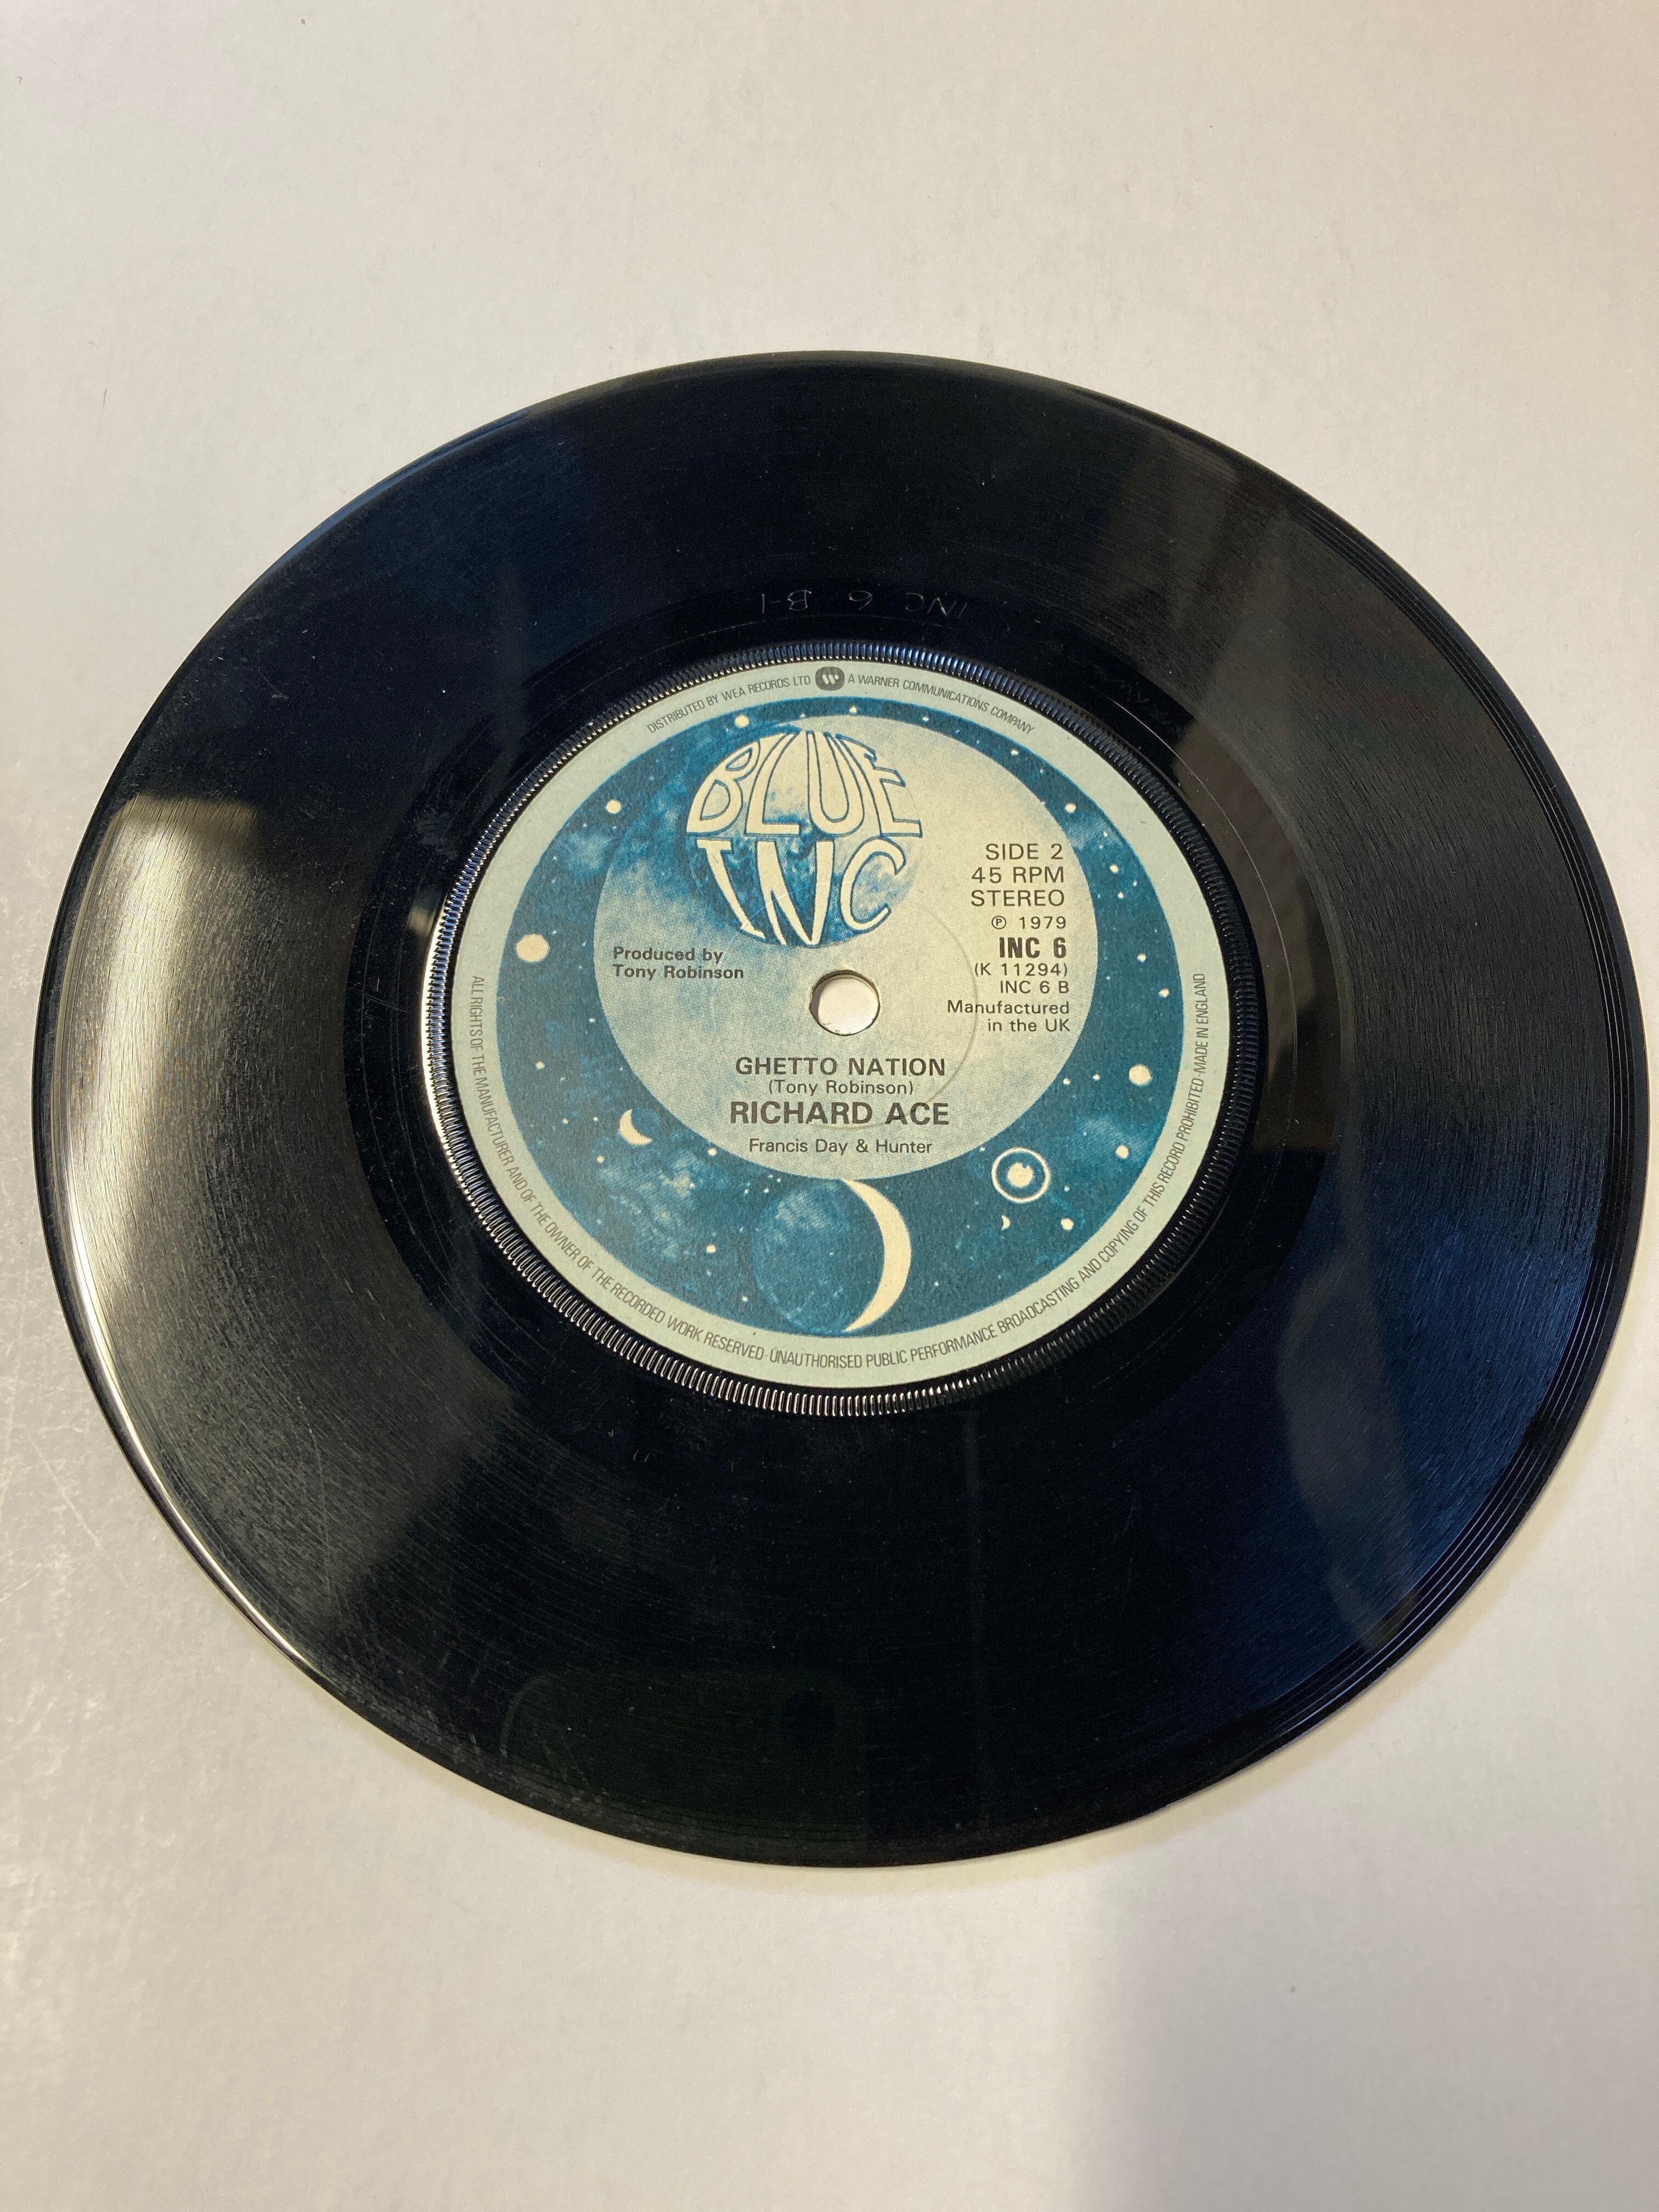 INC 6 B-1
DISTRIBUTED BY WEA RECORDS LTD A WARNER COMMUNICATIONS COMPANY
BLUE
INC
SIDE 2
45 RPM
STEREO
℗ 1979
INC 6
(K 11294)
INC 6 B
Manufactured
in the UK
Produced by
Tony Robinson
GHETTO NATION
(Tony Robinson)
RICHARD ACE
Francis Day & Hunter
ALL RIGHTS OF THE MANUFACTURER AND OF THE OWNER OF THE RECORDED WORK RESERVED · UNAUTHORISED PUBLIC PERFORMANCE BROADCASTING AND COPYING OF THIS RECORD PROHIBITED · MADE IN ENGLAND